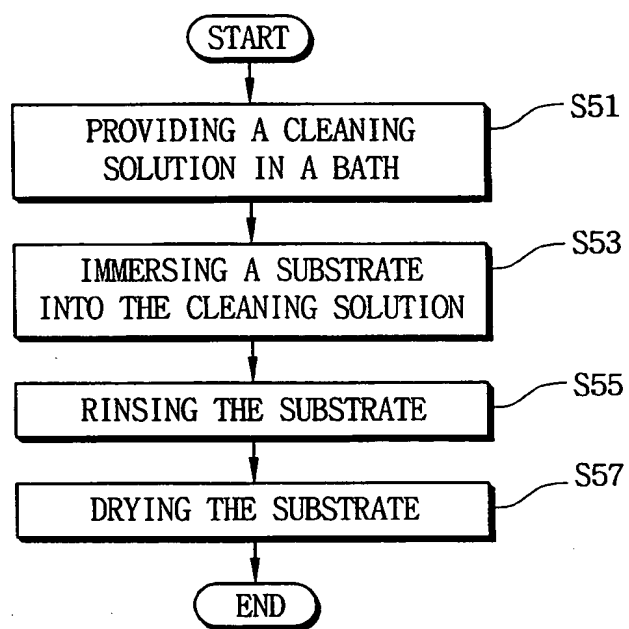 START
PROVIDING A CLEANING
SOLUTION IN A BATH
S51
IMMERSING A SUBSTRATE
INTO THE CLEANING SOLUTION
S53
RINSING THE SUBSTRATE
S55
DRYING THE SUBSTRATE
S57
END